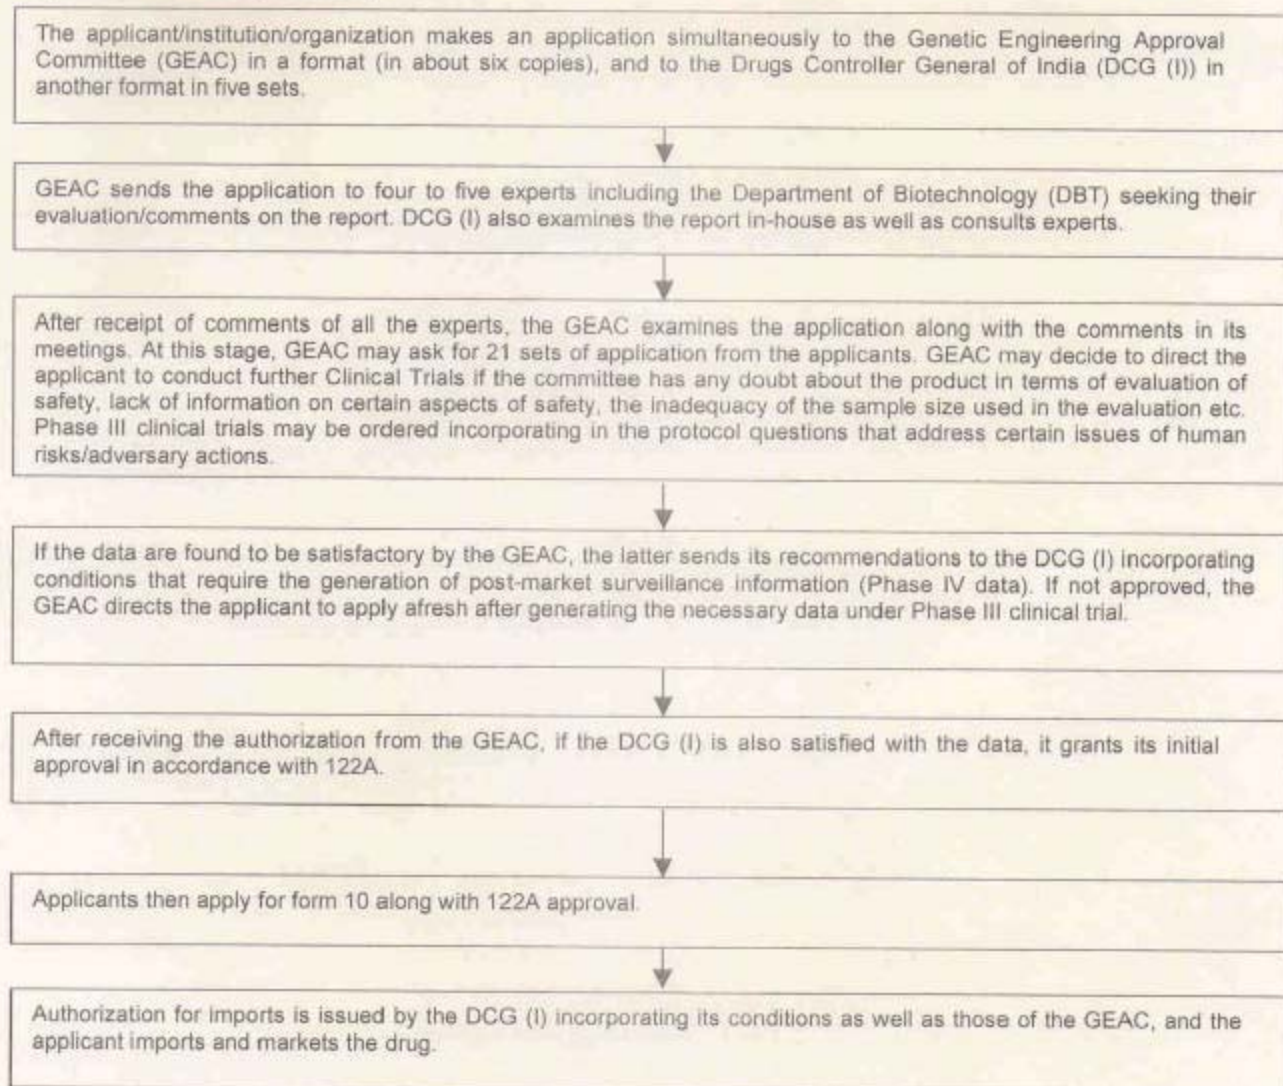 The applicant/institution/organization makes an application simultaneously to the Genetic Engineering Approval
Committee (GEAC) in a format (in about six copies), and to the Drugs Controller General of India (DCG (I)) in
another format in five sets.
GEAC sends the application to four to five experts including the Department of Biotechnology (DBT) seeking their
evaluation/comments on the report. DCG (I) also examines the report in-house as well as consults experts.
After receipt of comments of all the experts, the GEAC examines the application along with the comments in its
meetings. At this stage, GEAC may ask for 21 sets of application from the applicants. GEAC may decide to direct the
applicant to conduct further Clinical Trials if the committee has any doubt about the product in terms of evaluation of
safety, lack of information on certain aspects of safety, the inadequacy of the sample size used in the evaluation etc.
Phase III clinical trials may be ordered incorporating in the protocol questions that address certain issues of human
risks/adversary actions.
If the data are found to be satisfactory by the GEAC, the latter sends its recommendations to the DCG (I) incorporating
conditions that require the generation of post-market surveillance information (Phase IV data). If not approved, the
GEAC directs the applicant to apply afresh after generating the necessary data under Phase III clinical trial.
After receiving the authorization from the GEAC, if the DCG (I) is also satisfied with the data, it grants its initial
approval in accordance with 122A.
Applicants then apply for form 10 along with 122A approval.
Authorization for imports is issued by the DCG (I) incorporating its conditions as well as those of the GEAC, and the
applicant imports and markets the drug.